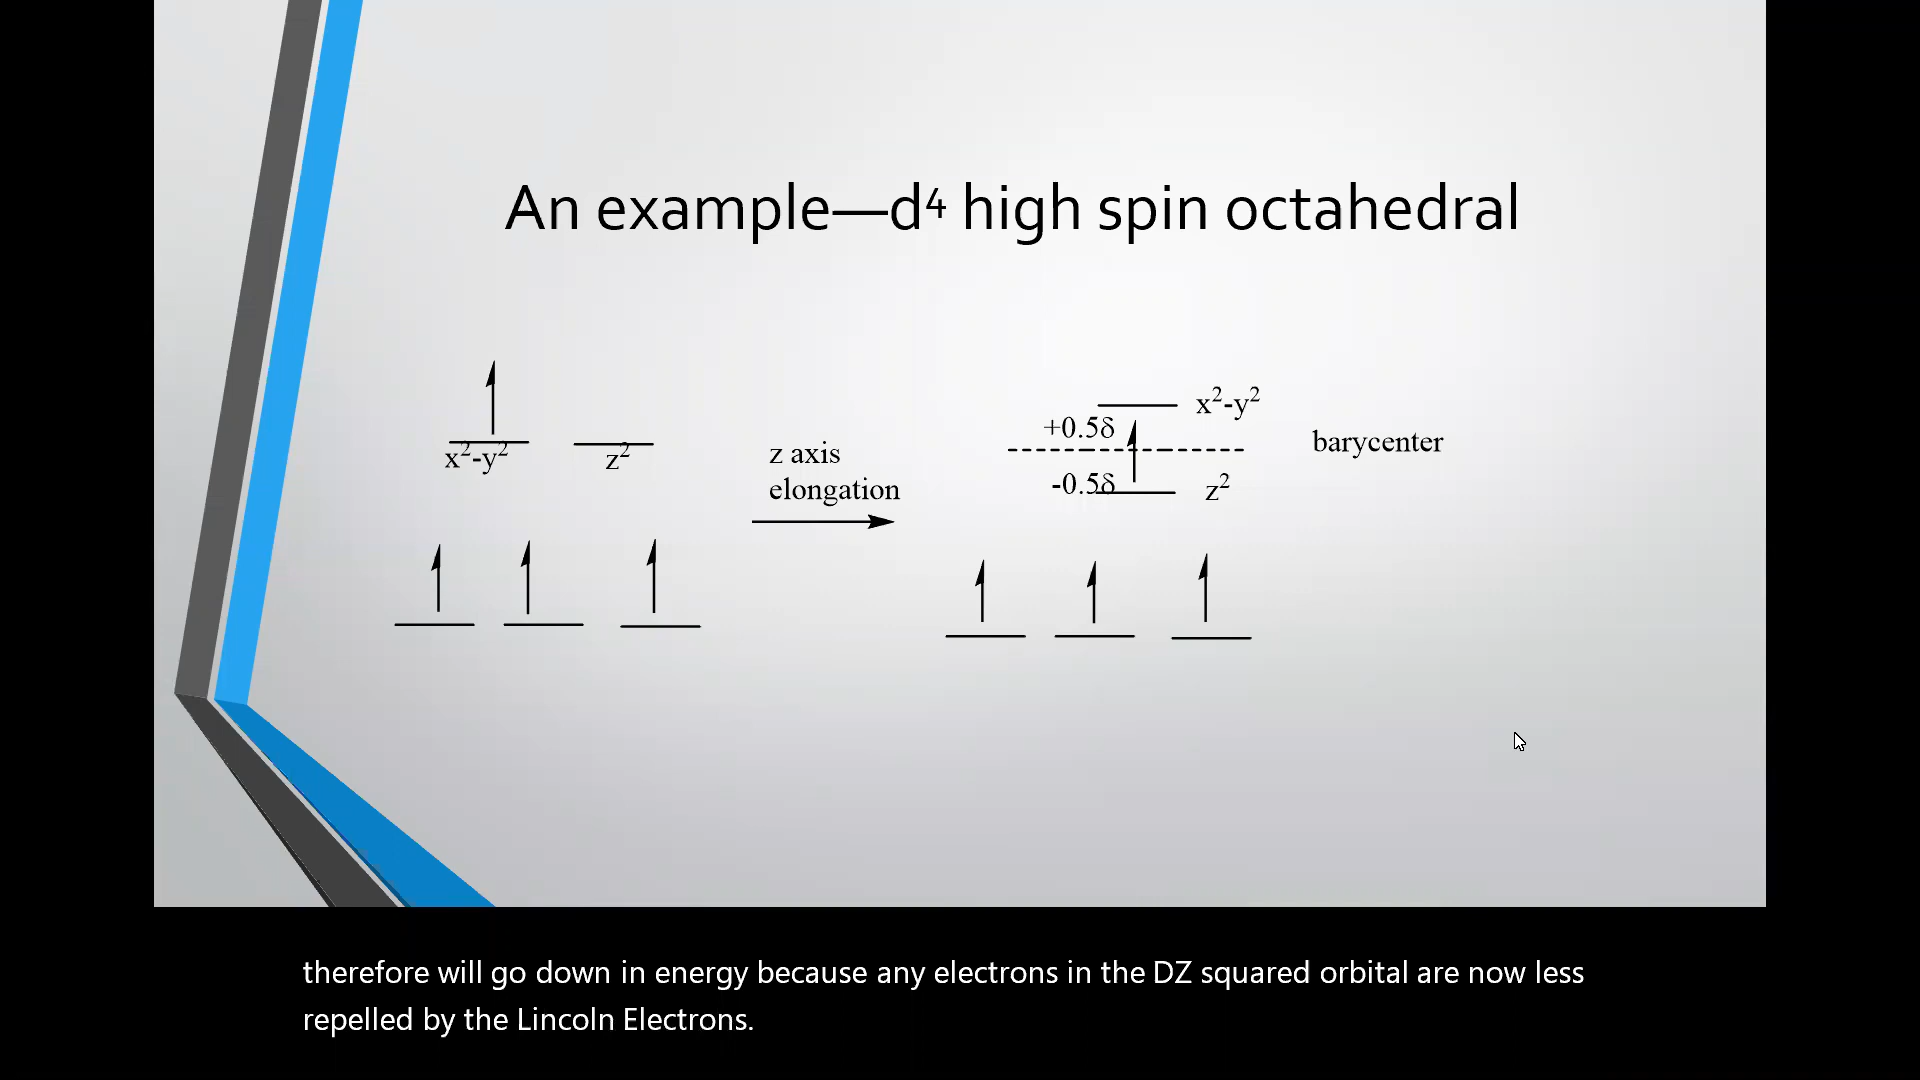 An example—d⁴ high spin octahedral
x²-y²
z²
z axis
elongation
x²-y²
+0.5δ
barycenter
-0.5δ
z²
therefore will go down in energy because any electrons in the DZ squared orbital are now less
repelled by the Lincoln Electrons.